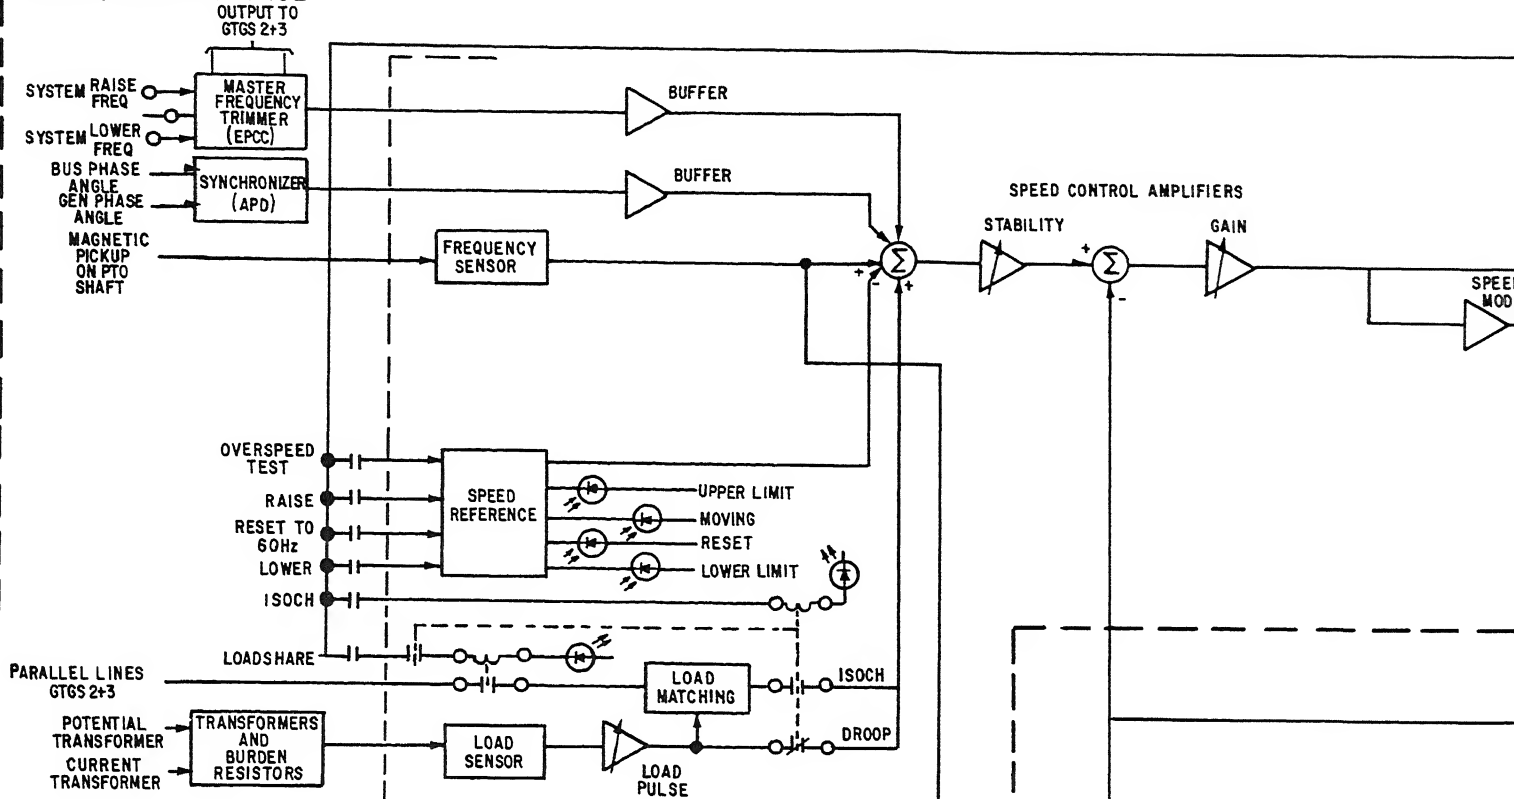 OUTPUT TO
GTGS 2+3
SYSTEM RAISE
FREQ
MASTER
FREQUENCY
TRIMMER
(EPCC)
SYSTEM LOWER
FREQ
BUFFER
BUS PHASE
ANGLE
GEN PHASE
ANGLE
SYNCHRONIZER
(APD)
BUFFER
MAGNETIC
PICKUP
ON PTO
SHAFT
FREQUENCY
SENSOR
Σ
+
-
+
SPEED CONTROL AMPLIFIERS
STABILITY
+
Σ
-
GAIN
OVERSPEED
TEST
RAISE
RESET TO
60Hz
LOWER
ISOCH
LOADSHARE
SPEED
REFERENCE
UPPER LIMIT
MOVING
RESET
LOWER LIMIT
PARALLEL LINES
GTGS 2+3
LOAD
MATCHING
ISOCH
POTENTIAL
TRANSFORMER
CURRENT
TRANSFORMER
TRANSFORMERS
AND
BURDEN
RESISTORS
LOAD
SENSOR
LOAD
PULSE
DROOP